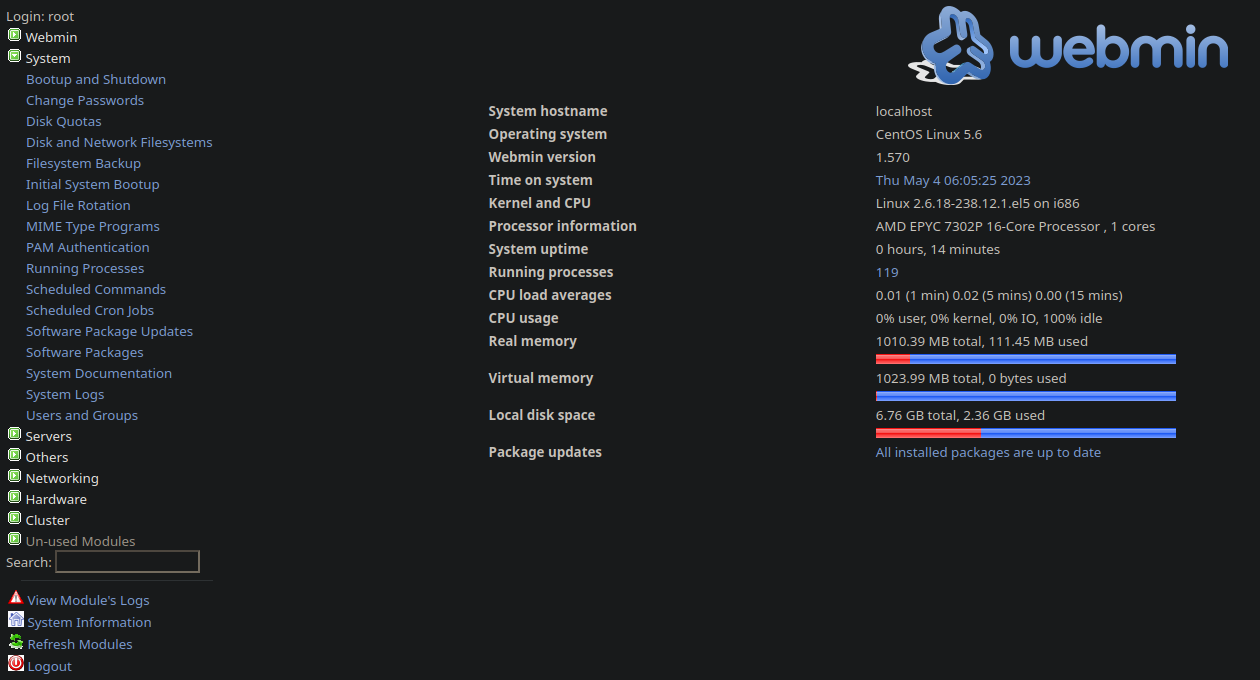 Login: root
Webmin
System
Bootup and Shutdown
Change Passwords
Disk Quotas
Disk and Network Filesystems
Filesystem Backup
Initial System Bootup
Log File Rotation
MIME Type Programs
PAM Authentication
Running Processes
Scheduled Commands
Scheduled Cron Jobs
Software Package Updates
Software Packages
System Documentation
System Logs
Users and Groups
Servers
Others
Networking
Hardware
Cluster
Un-used Modules
Search:
View Module's Logs
System Information
Refresh Modules
Logout
webmin
System hostname localhost
Operating system CentOS Linux 5.6
Webmin version 1.570
Time on system Thu May 4 06:05:25 2023
Kernel and CPU Linux 2.6.18-238.12.1.el5 on i686
Processor information AMD EPYC 7302P 16-Core Processor , 1 cores
System uptime 0 hours, 14 minutes
Running processes 119
CPU load averages 0.01 (1 min) 0.02 (5 mins) 0.00 (15 mins)
CPU usage 0% user, 0% kernel, 0% IO, 100% idle
Real memory 1010.39 MB total, 111.45 MB used
Virtual memory 1023.99 MB total, 0 bytes used
Local disk space 6.76 GB total, 2.36 GB used
Package updates All installed packages are up to date